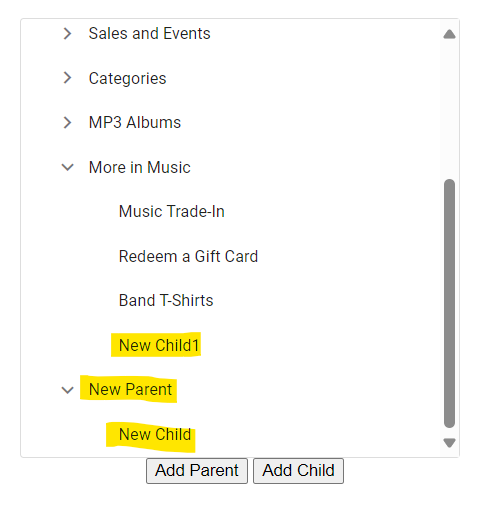 Sales and Events
Categories
MP3 Albums
More in Music
Music Trade-In
Redeem a Gift Card
Band T-Shirts
New Child1
New Parent
New Child
Add Parent Add Child